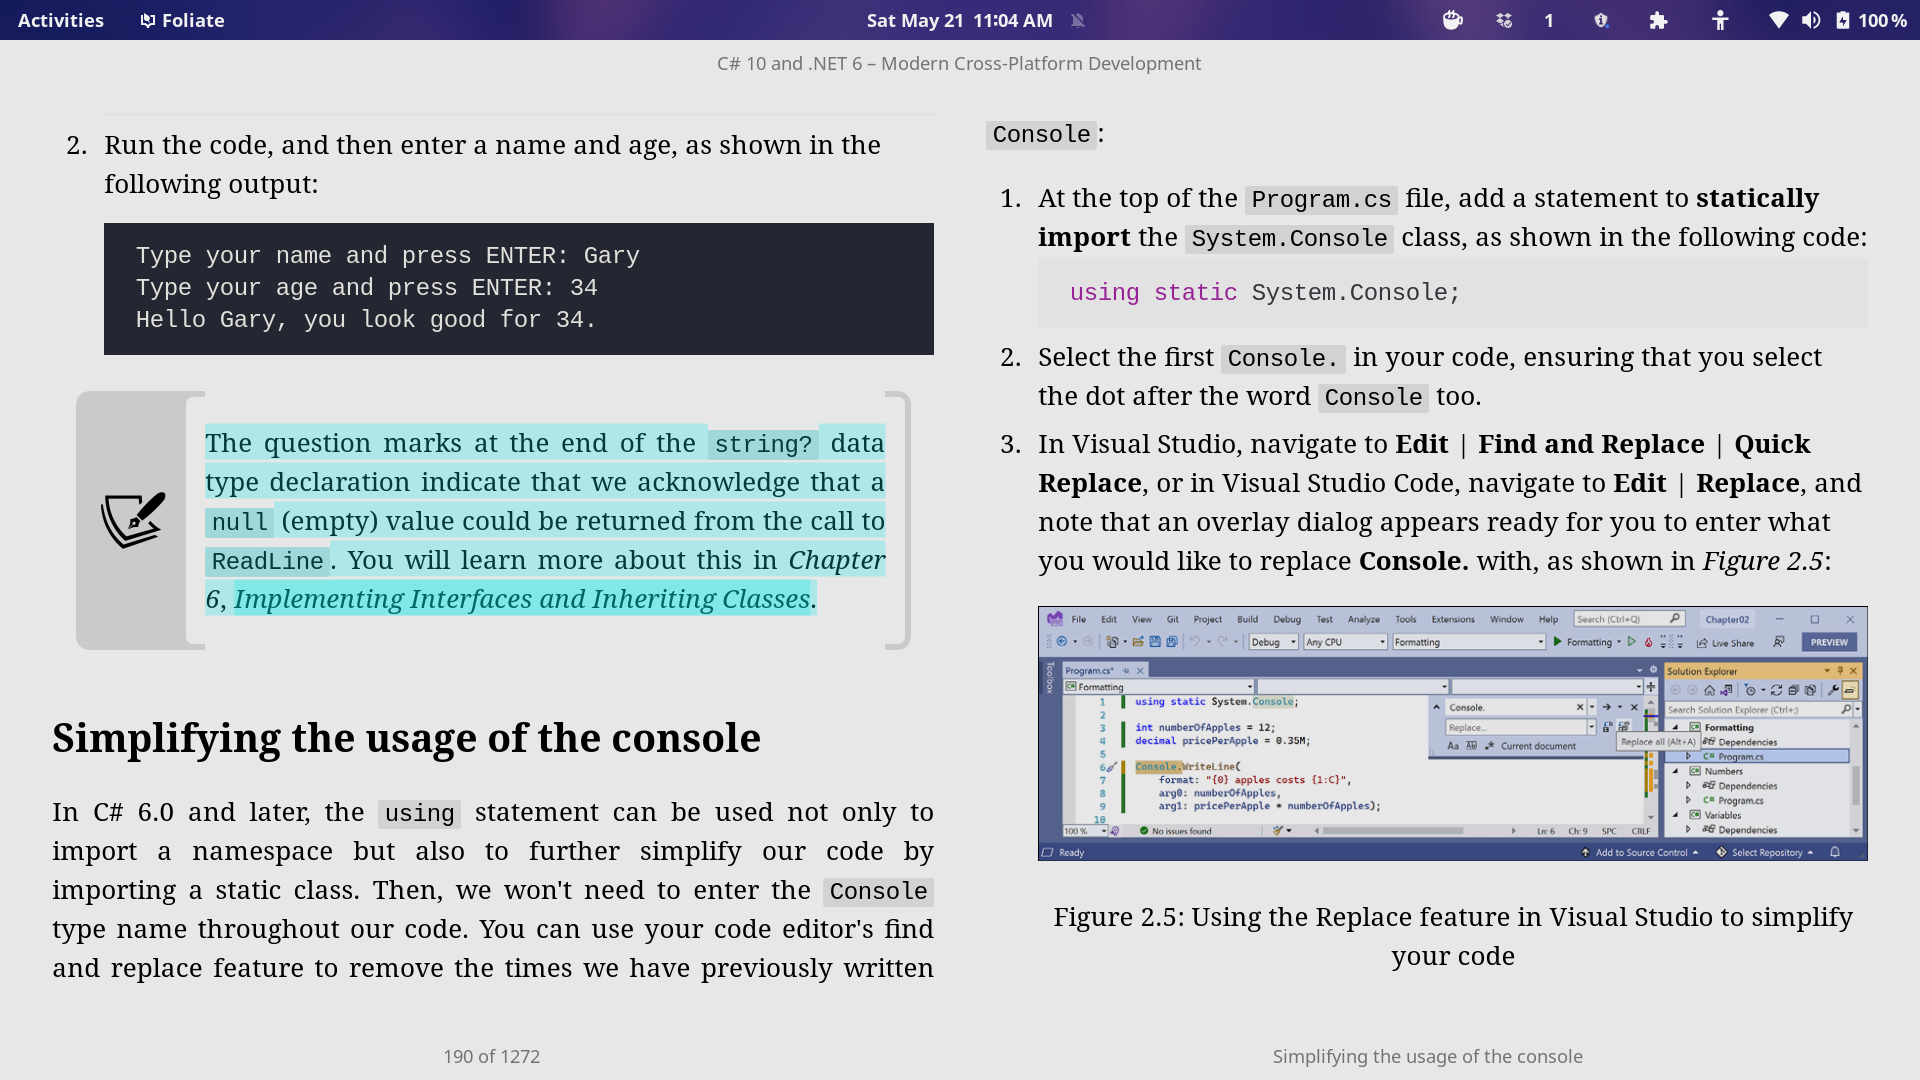 Activities
Foliate
Sat May 21 11:04 AM
1
100 %
C# 10 and .NET 6 – Modern Cross-Platform Development
2. Run the code, and then enter a name and age, as shown in the
following output:
Type your name and press ENTER: Gary
Type your age and press ENTER: 34
Hello Gary, you look good for 34.
The question marks at the end of the string? data
type declaration indicate that we acknowledge that a
null (empty) value could be returned from the call to
ReadLine. You will learn more about this in Chapter
6, Implementing Interfaces and Inheriting Classes.
Simplifying the usage of the console
In C# 6.0 and later, the using statement can be used not only to
import a namespace but also to further simplify our code by
importing a static class. Then, we won't need to enter the Console
type name throughout our code. You can use your code editor's find
and replace feature to remove the times we have previously written
190 of 1272
Console:
1. At the top of the Program.cs file, add a statement to statically
import the System.Console class, as shown in the following code:
using static System.Console;
2. Select the first Console. in your code, ensuring that you select
the dot after the word Console too.
3. In Visual Studio, navigate to Edit | Find and Replace | Quick
Replace, or in Visual Studio Code, navigate to Edit | Replace, and
note that an overlay dialog appears ready for you to enter what
you would like to replace Console. with, as shown in Figure 2.5:
File Edit View Git Project Build Debug Test Analyze Tools Extensions Window Help Search (Ctrl+Q) Chapter02
Debug Any CPU Formatting Formatting Live Share PREVIEW
Toolbox
Program.cs*
Formatting
1 using static System.Console;
2
3 int numberOfApples = 12;
4 decimal pricePerApple = 0.35M;
5
6 Console.WriteLine(
7 format: "{0} apples costs {1:C}",
8 arg0: numberOfApples,
9 arg1: pricePerApple * numberOfApples);
10
Console.
Replace...
Aa Ab .* Current document
Replace all (Alt+A)
100 % No issues found Ln: 6 Ch: 9 SPC CRLF
Solution Explorer
Search Solution Explorer (Ctrl+;)
Formatting
Dependencies
C# Program.cs
Numbers
Dependencies
C# Program.cs
Variables
Dependencies
Ready Add to Source Control Select Repository
Figure 2.5: Using the Replace feature in Visual Studio to simplify
your code
Simplifying the usage of the console